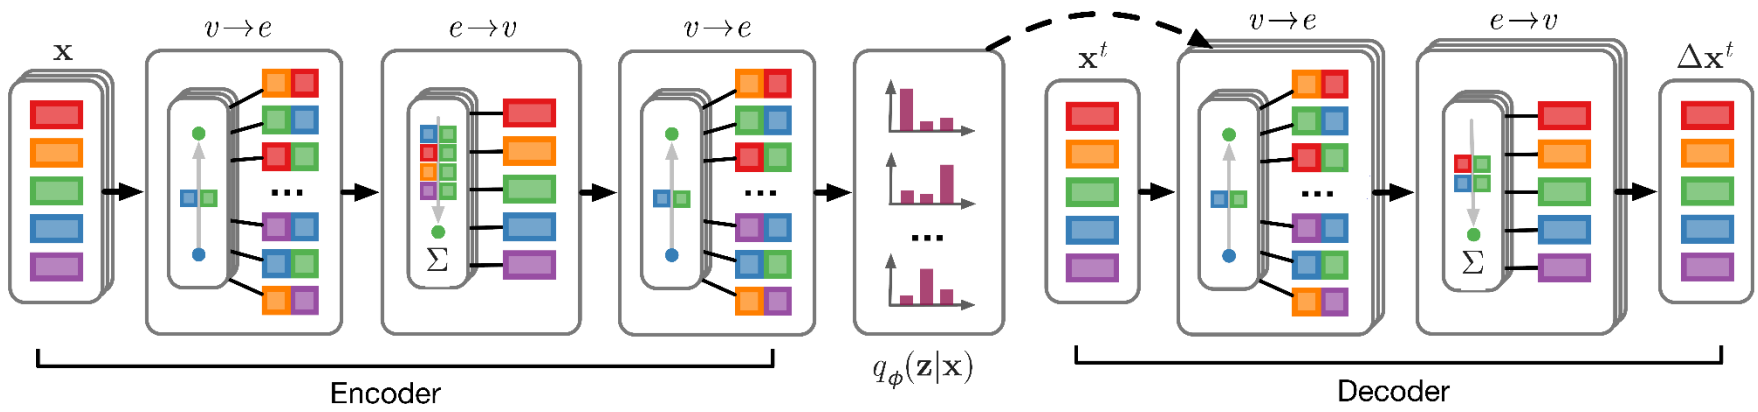 x
v→e
e→v
v→e
...
Σ
...
...
q_ϕ(z|x)
Encoder
x^t
v→e
e→v
Δx^t
...
Σ
Decoder